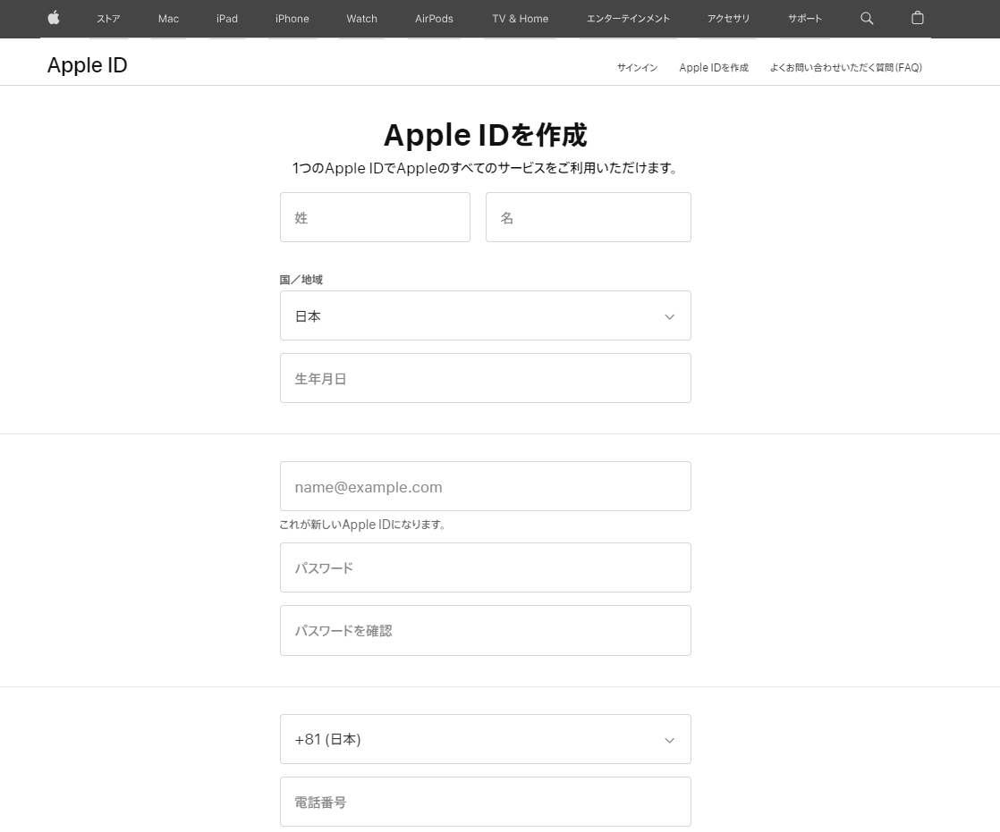 ストア Mac iPad iPhone Watch AirPods TV & Home エンターテインメント アクセサリ サポート
Apple ID
サインイン Apple IDを作成 よくお問い合わせいただく質問（FAQ）
Apple IDを作成
1つのApple IDでAppleのすべてのサービスをご利用いただけます。
姓 名
国／地域
日本
生年月日
name@example.com
これが新しいApple IDになります。
パスワード
パスワードを確認
+81 (日本)
電話番号